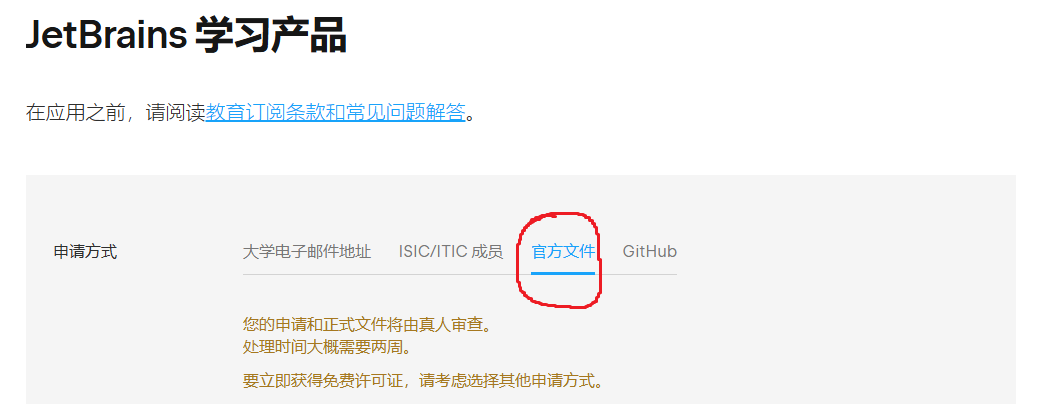 JetBrains 学习产品
在应用之前，请阅读教育订阅条款和常见问题解答。
申请方式 大学电子邮件地址 ISIC/ITIC 成员 官方文件 GitHub
您的申请和正式文件将由真人审查。
处理时间大概需要两周。
要立即获得免费许可证，请考虑选择其他申请方式。